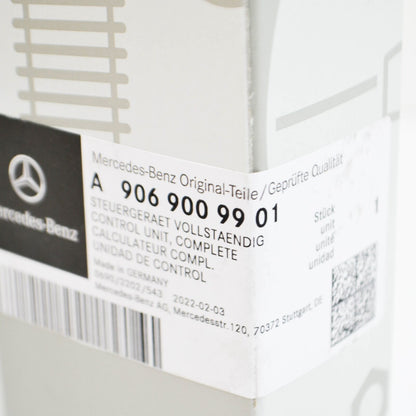 Mercedes-Benz Original-Teile/Geprüfte Qualität
A 906 900 99 01
STEUERGERAET VOLLSTAENDIG
CONTROL UNIT, COMPLETE
CALCULATEUR COMPL.
UNIDAD DE CONTROL
Made in GERMANY
2022-02-03
Mercedes-Benz AG, Mercedesstr.120, 70372 Stuttgart, DE
Stück
unit
unité
unidad
1
ercedes-Benz